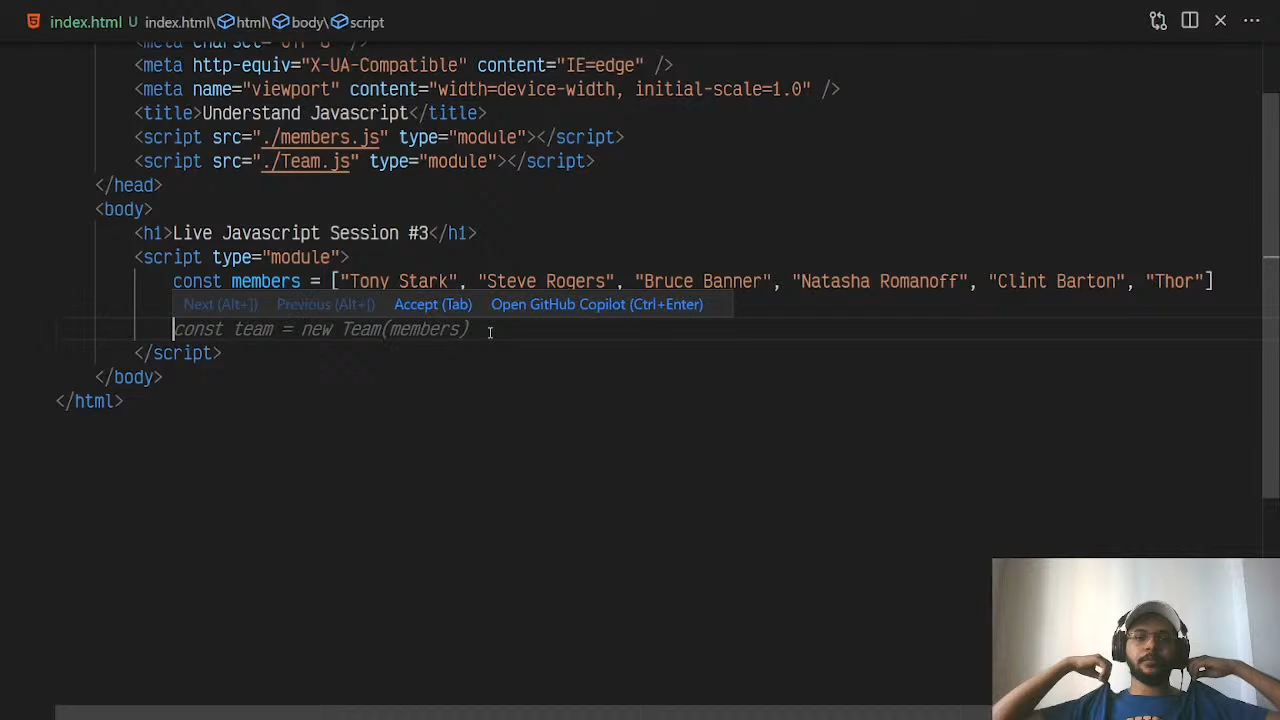 index.html U index.html\html\body\script
<meta charset="UTF-8" />
<meta http-equiv="X-UA-Compatible" content="IE=edge" />
<meta name="viewport" content="width=device-width, initial-scale=1.0" />
<title>Understand Javascript</title>
<script src="./members.js" type="module"></script>
<script src="./Team.js" type="module"></script>
</head>
<body>
<h1>Live Javascript Session #3</h1>
<script type="module">
const members = ["Tony Stark", "Steve Rogers", "Bruce Banner", "Natasha Romanoff", "Clint Barton", "Thor"]
Next (Alt+]) Previous (Alt+[) Accept (Tab) Open GitHub Copilot (Ctrl+Enter)
const team = new Team(members)
</script>
</body>
</html>